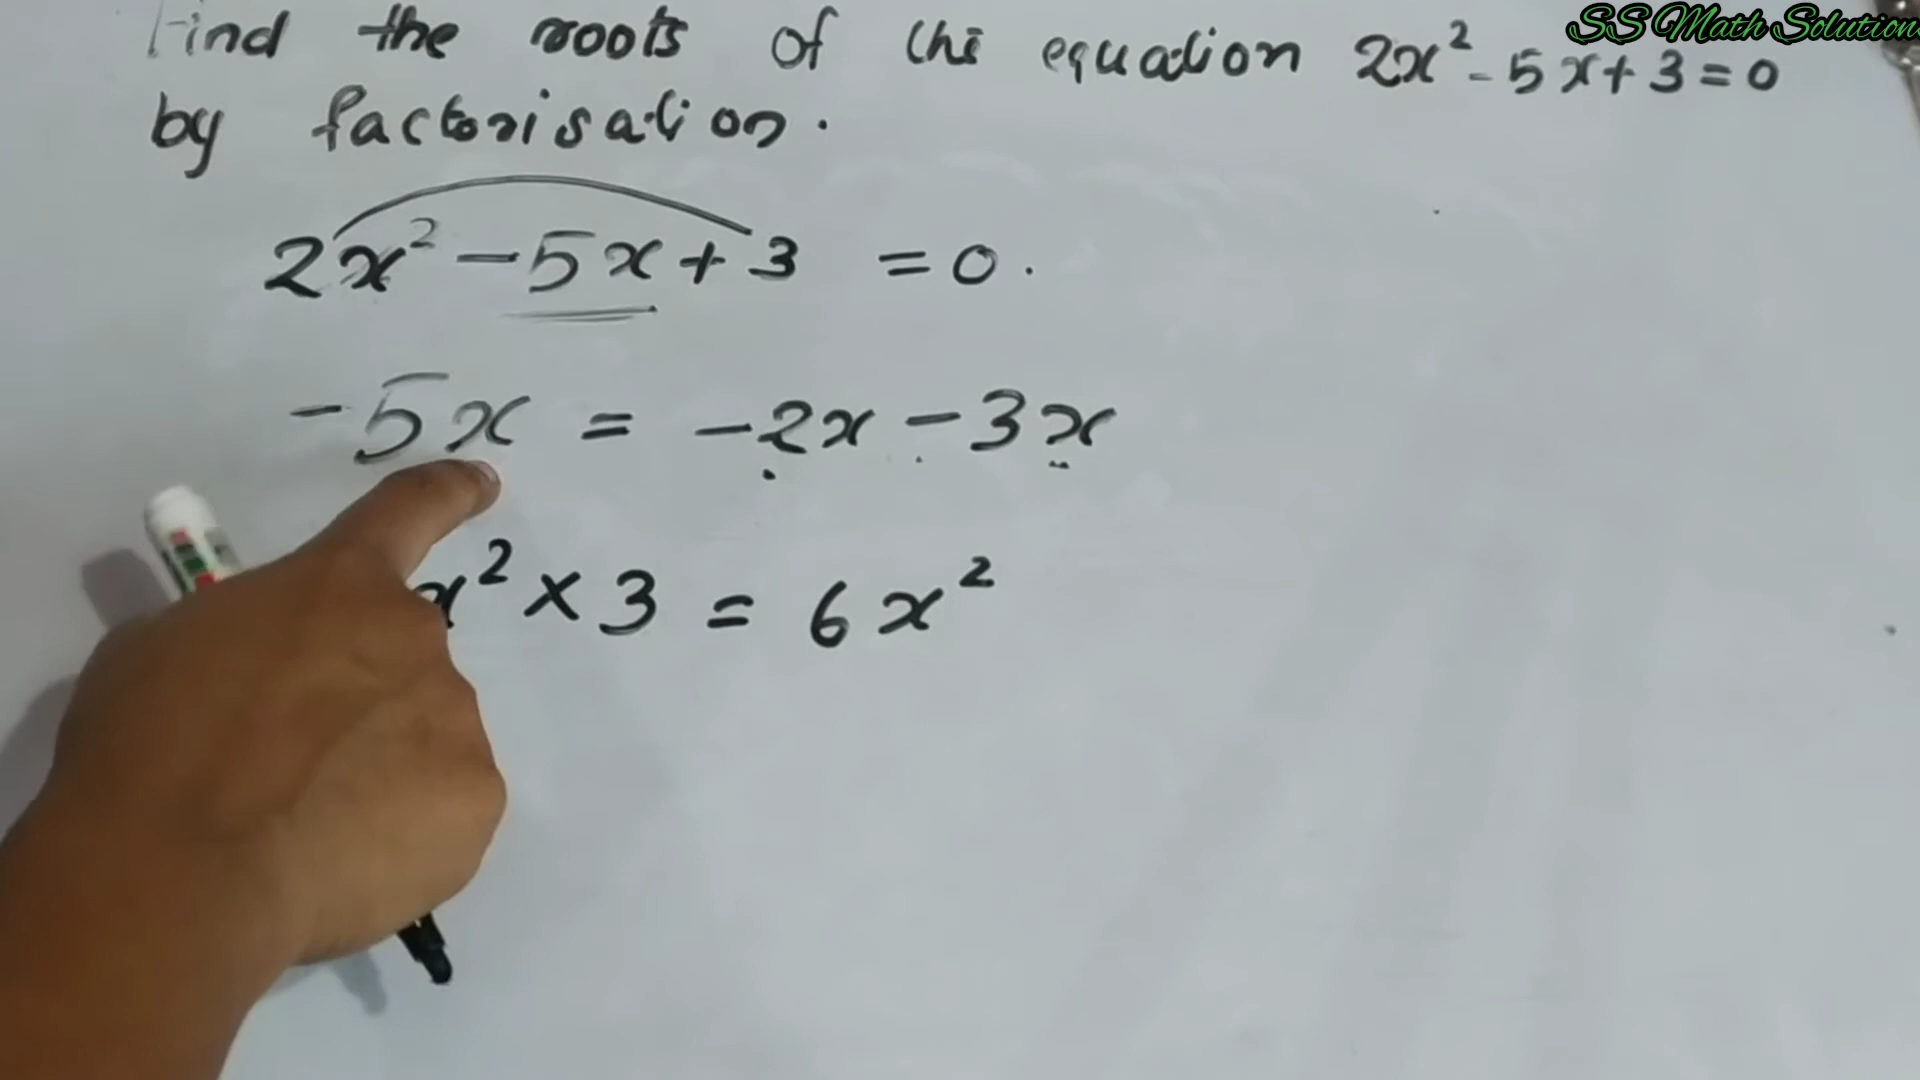 SS Math Solution
Find the roots of the equation 2x² - 5x + 3 = 0
by factorisation.
2x² - 5x + 3 = 0.
-5x = -2x - 3x
x² × 3 = 6x²